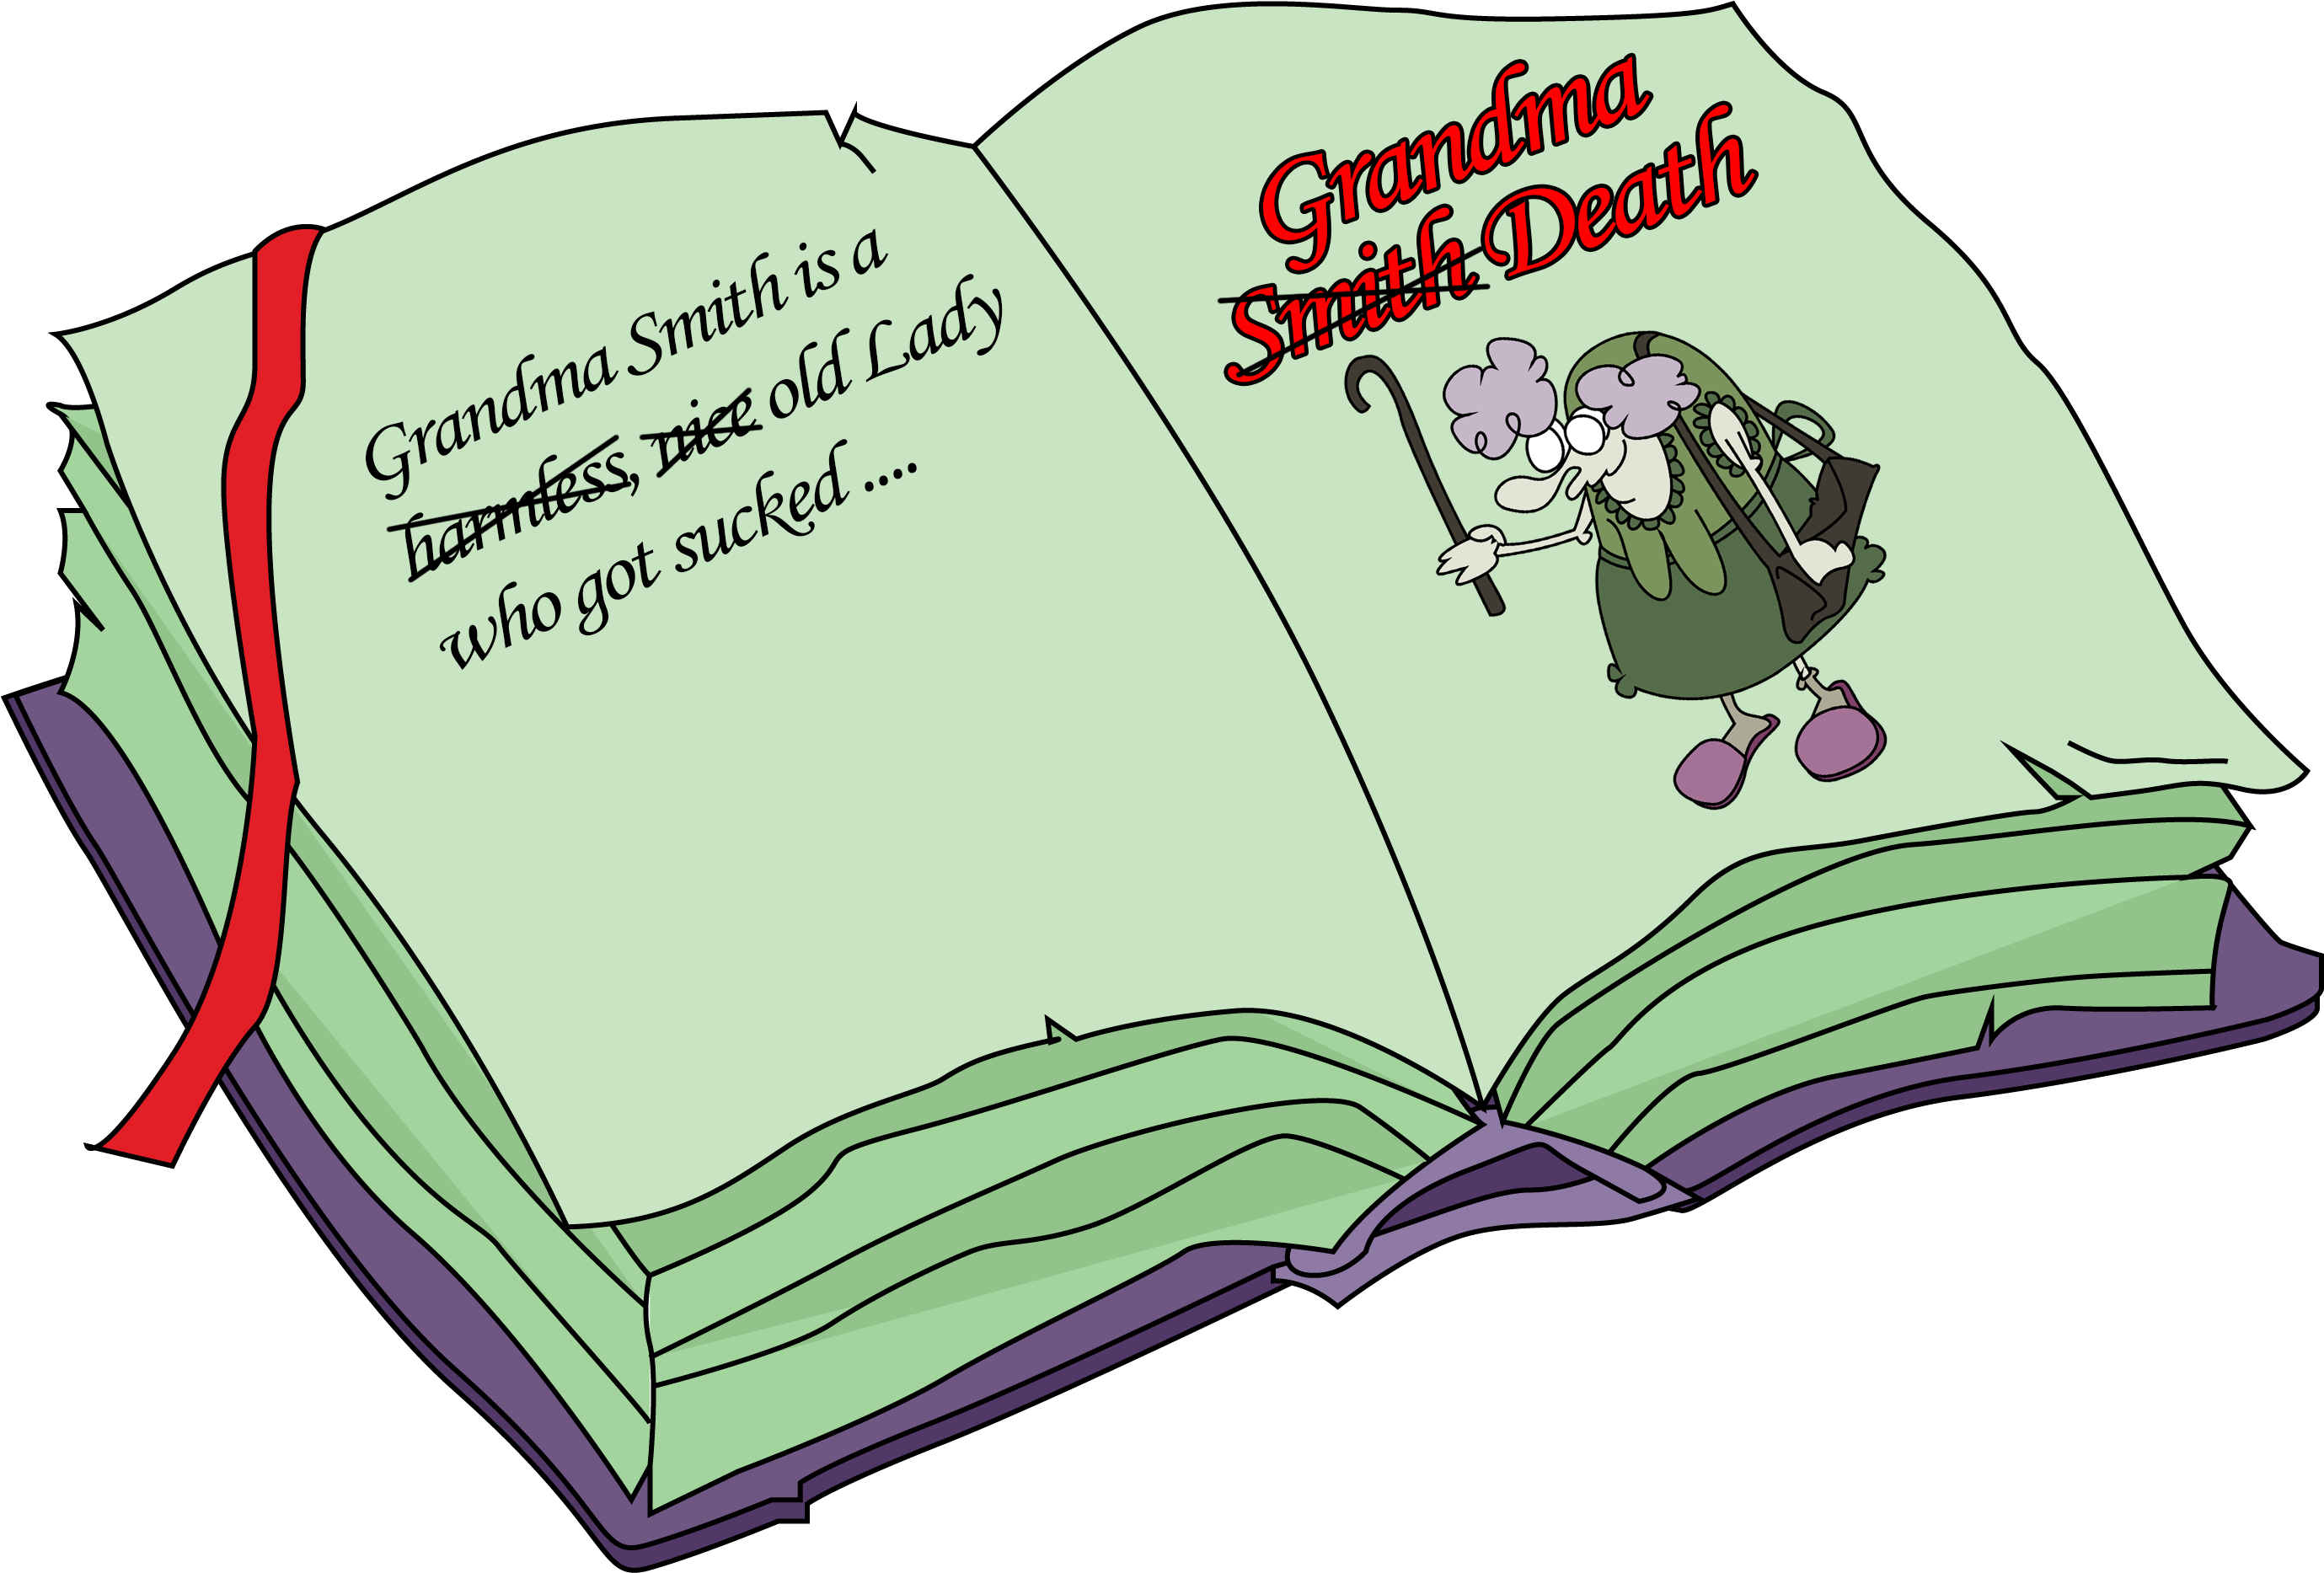 Grandma Smith is a
harmless, nice old Lady
who got sucked ....
Grandma
Smith Death